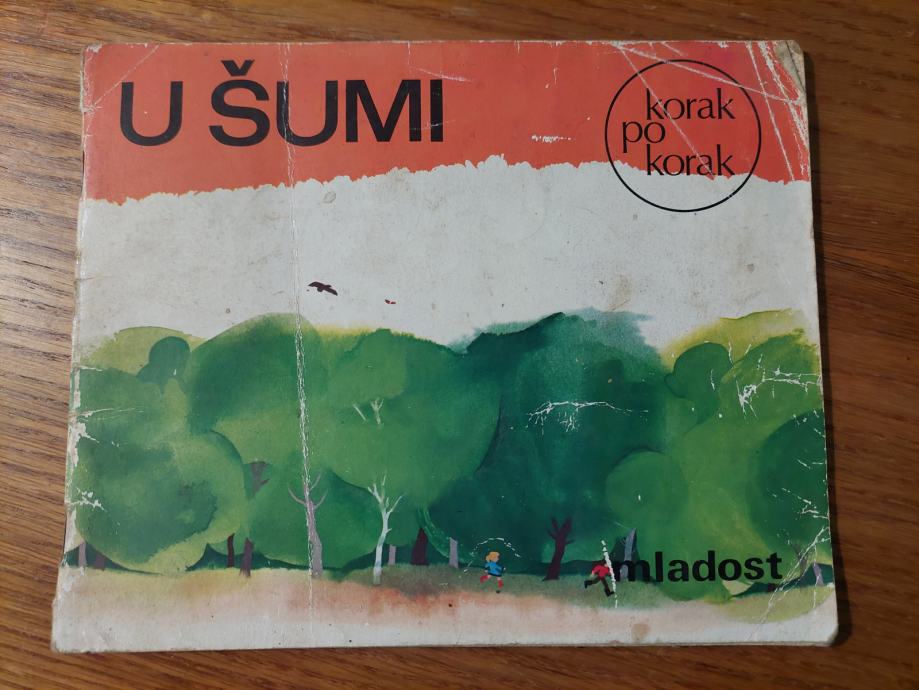 U ŠUMI
korak
po
korak
mladost